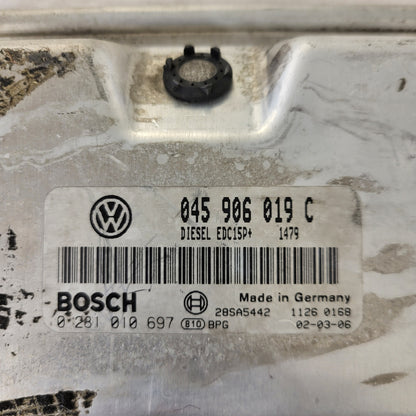 045 906 019 C
DIESEL EDC15P+ 1479
BOSCH Made in Germany
28SA5442 1126 0168
0 281 010 697 B10 BPG 02-03-06